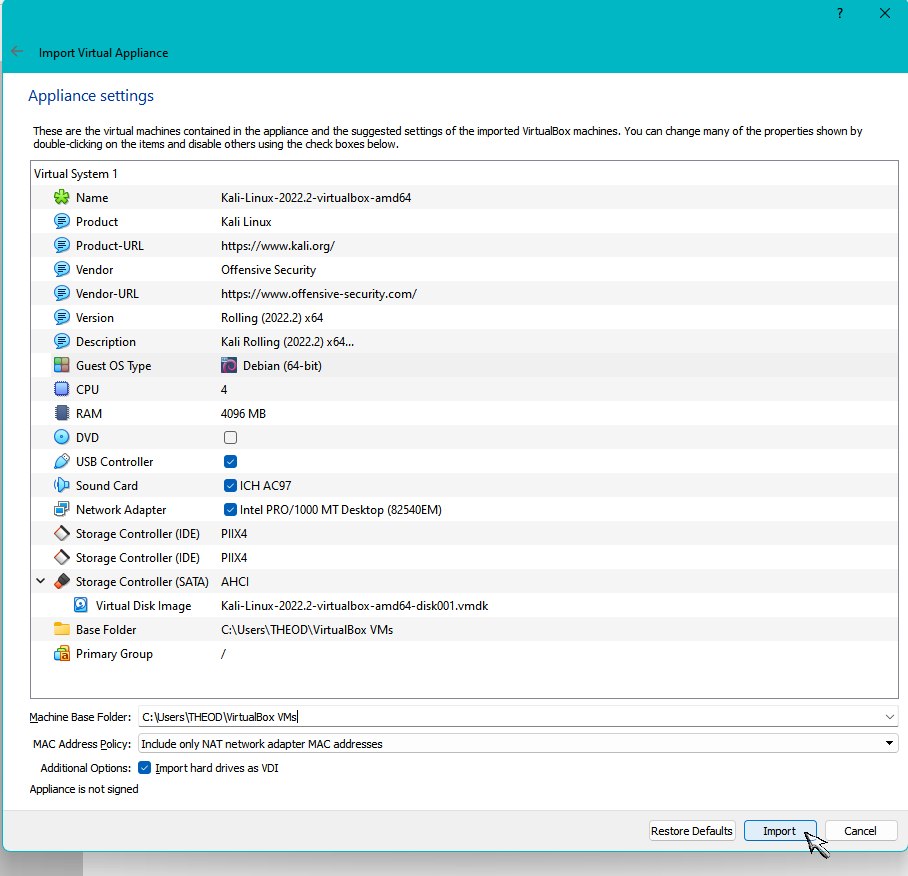 ?
Import Virtual Appliance
Appliance settings
These are the virtual machines contained in the appliance and the suggested settings of the imported VirtualBox machines. You can change many of the properties shown by
double-clicking on the items and disable others using the check boxes below.
Virtual System 1
Name Kali-Linux-2022.2-virtualbox-amd64
Product Kali Linux
Product-URL https://www.kali.org/
Vendor Offensive Security
Vendor-URL https://www.offensive-security.com/
Version Rolling (2022.2) x64
Description Kali Rolling (2022.2) x64...
Guest OS Type Debian (64-bit)
CPU 4
RAM 4096 MB
DVD
USB Controller
Sound Card ICH AC97
Network Adapter Intel PRO/1000 MT Desktop (82540EM)
Storage Controller (IDE) PIIX4
Storage Controller (IDE) PIIX4
Storage Controller (SATA) AHCI
Virtual Disk Image Kali-Linux-2022.2-virtualbox-amd64-disk001.vmdk
Base Folder C:\Users\THEOD\VirtualBox VMs
Primary Group /
Machine Base Folder: C:\Users\THEOD\VirtualBox VMs
MAC Address Policy: Include only NAT network adapter MAC addresses
Additional Options: Import hard drives as VDI
Appliance is not signed
Restore Defaults Import Cancel